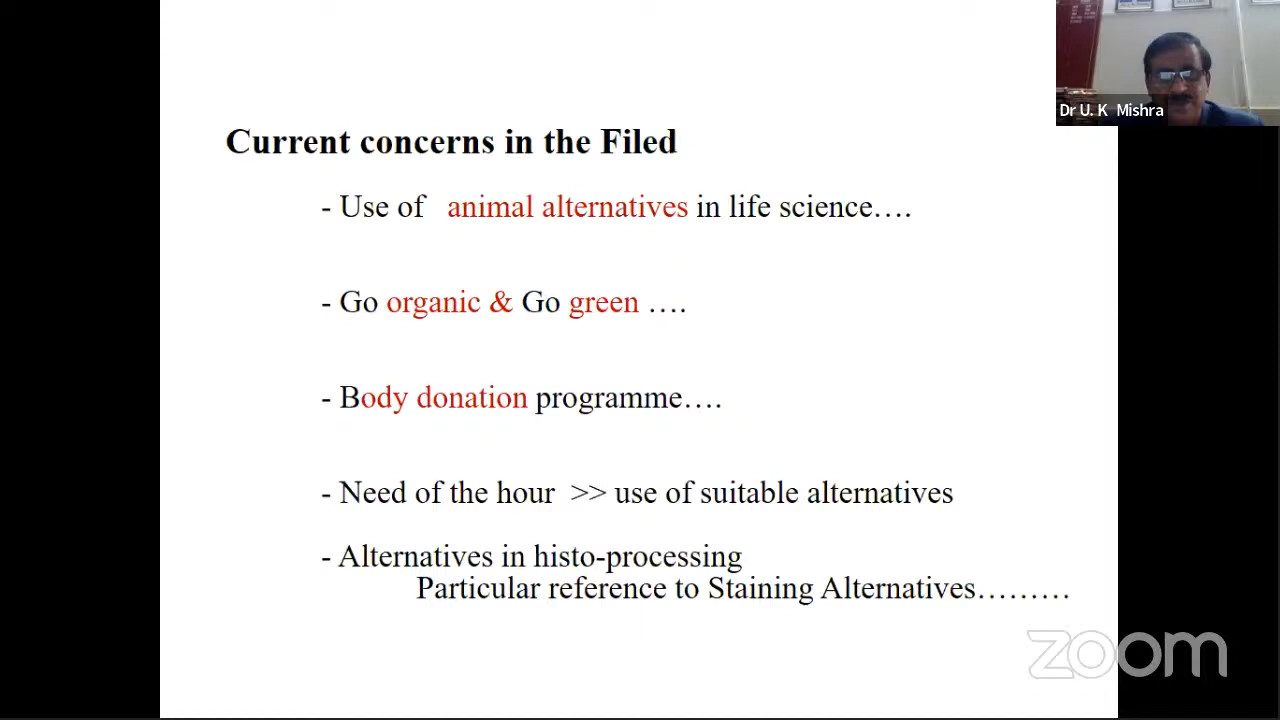 Dr U. K Mishra
Current concerns in the Filed
- Use of animal alternatives in life science….
- Go organic & Go green ….
- Body donation programme….
- Need of the hour >> use of suitable alternatives
- Alternatives in histo-processing
Particular reference to Staining Alternatives………
zoom